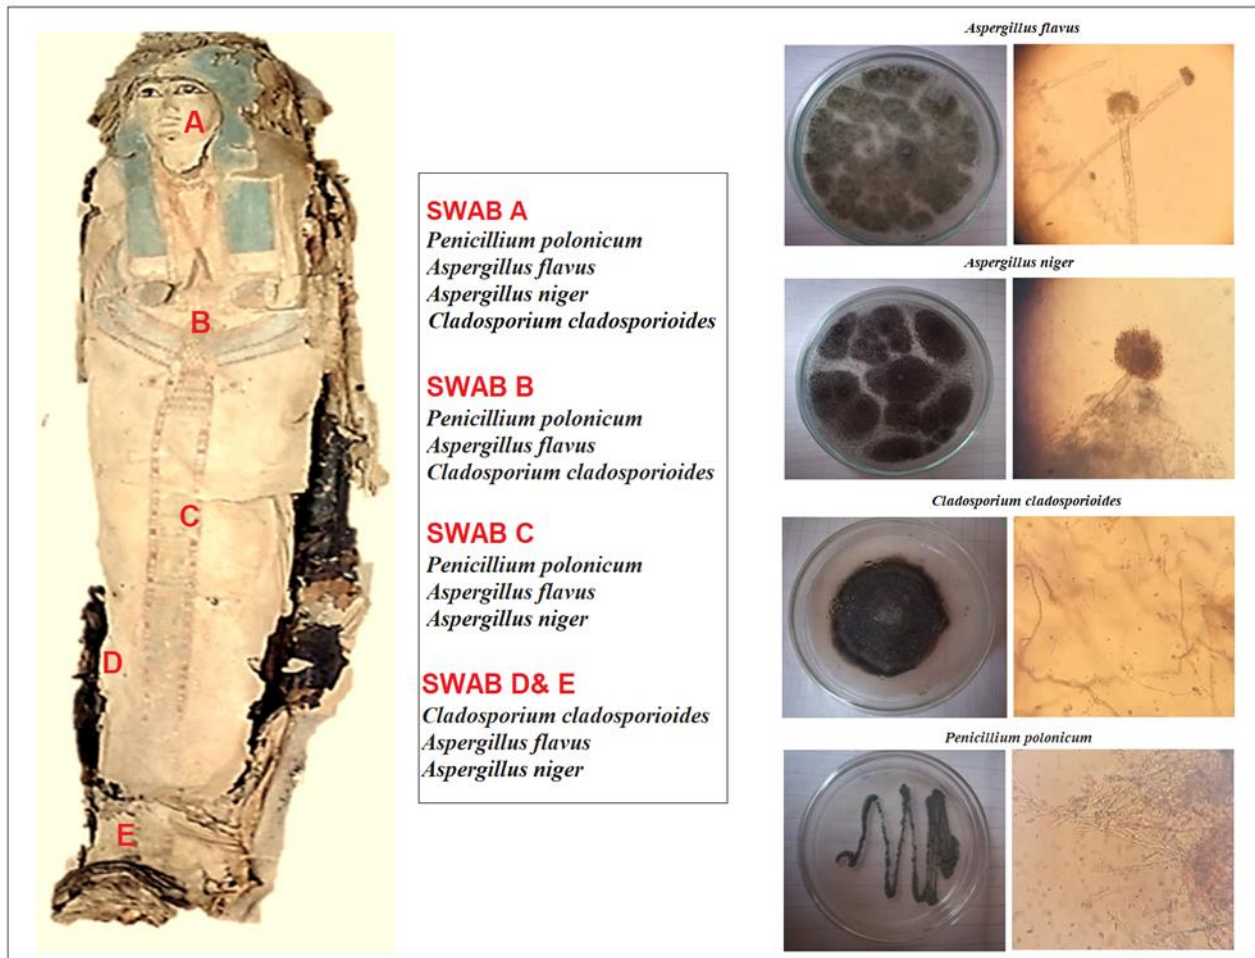 A
B
C
D
E
SWAB A
Penicillium polonicum
Aspergillus flavus
Aspergillus niger
Cladosporium cladosporioides
SWAB B
Penicillium polonicum
Aspergillus flavus
Cladosporium cladosporioides
SWAB C
Penicillium polonicum
Aspergillus flavus
Aspergillus niger
SWAB D& E
Cladosporium cladosporioides
Aspergillus flavus
Aspergillus niger
Aspergillus flavus
Aspergillus niger
Cladosporium cladosporioides
Penicillium polonicum